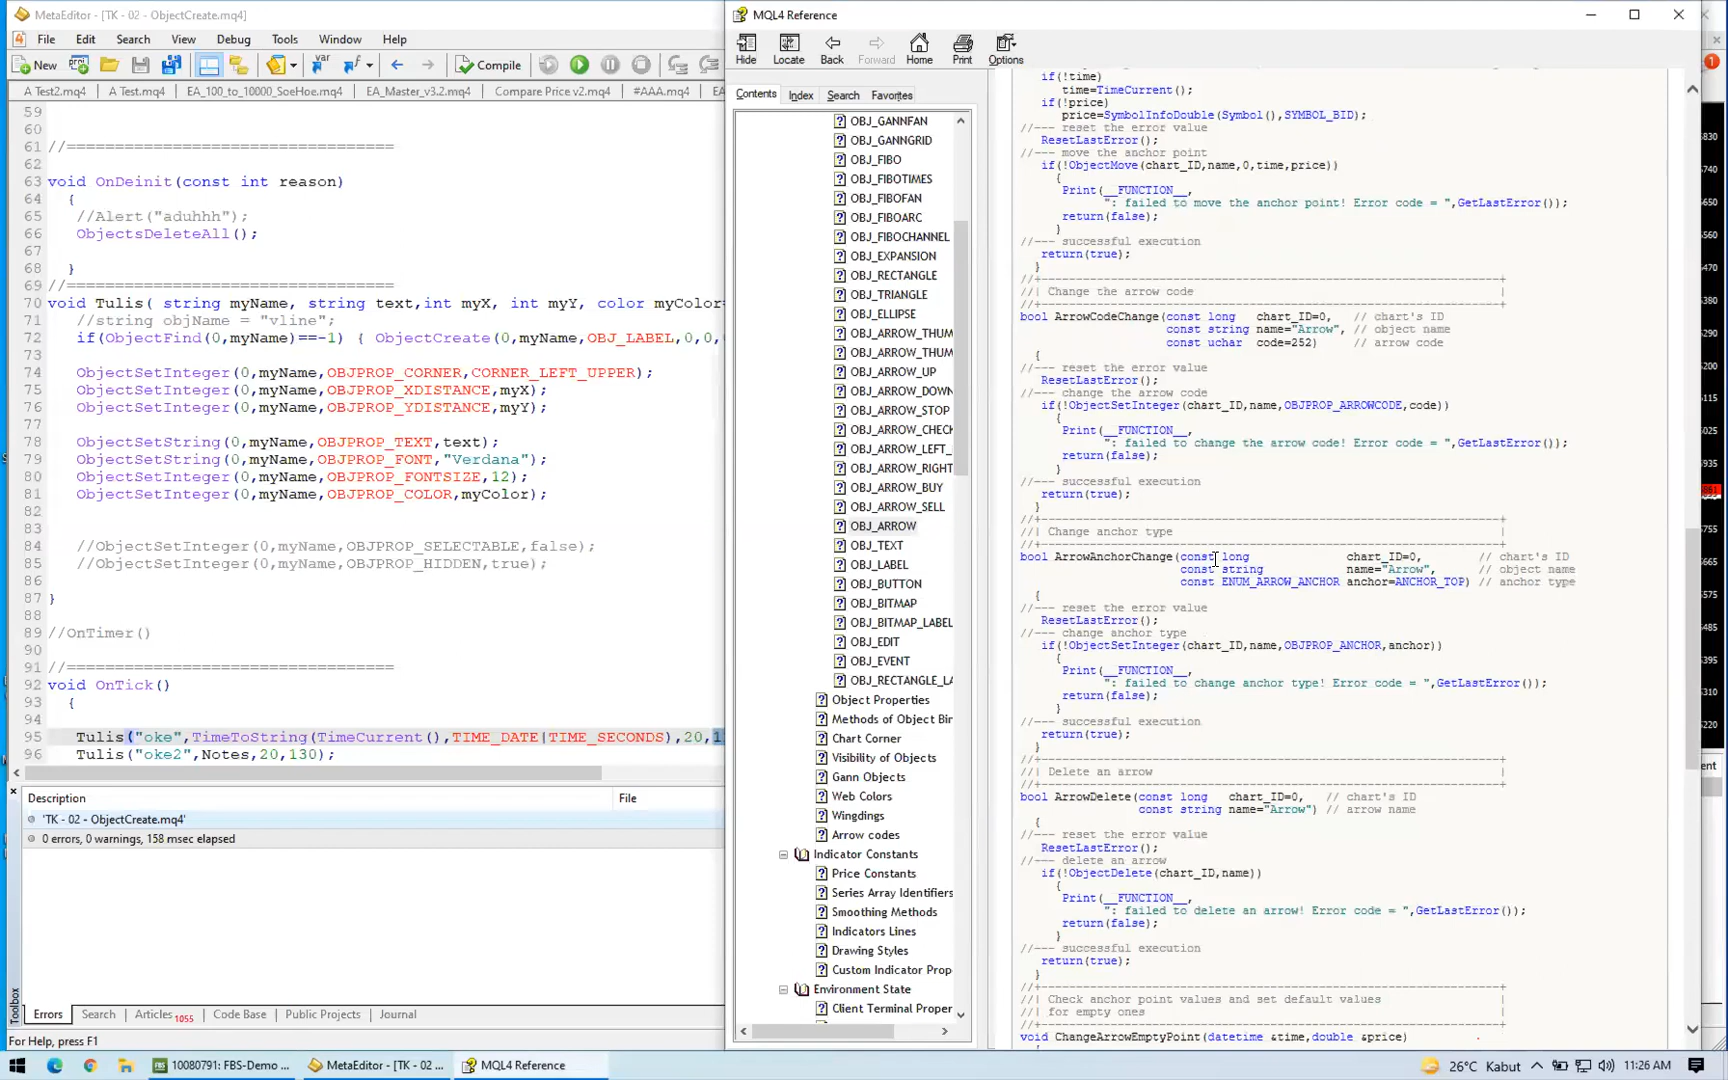 MetaEditor - [TK - 02 - ObjectCreate.mq4]
File Edit Search View Debug Tools Window Help
New Compile
A Test2.mq4 A Test.mq4 EA_100_to_10000_SoeHoe.mq4 EA_Master_v3.2.mq4 Compare Price v2.mq4 #AAA.mq4
59
60
61 //==================================
62
63 void OnDeinit(const int reason)
64 {
65 //Alert("aduhhh");
66 ObjectsDeleteAll();
67
68 }
69 //==================================
70 void Tulis( string myName, string text,int myX, int myY, color myColor=
71 //string objName = "vline";
72 if(ObjectFind(0,myName)==-1) { ObjectCreate(0,myName,OBJ_LABEL,0,0,
73
74 ObjectSetInteger(0,myName,OBJPROP_CORNER,CORNER_LEFT_UPPER);
75 ObjectSetInteger(0,myName,OBJPROP_XDISTANCE,myX);
76 ObjectSetInteger(0,myName,OBJPROP_YDISTANCE,myY);
77
78 ObjectSetString(0,myName,OBJPROP_TEXT,text);
79 ObjectSetString(0,myName,OBJPROP_FONT,"Verdana");
80 ObjectSetInteger(0,myName,OBJPROP_FONTSIZE,12);
81 ObjectSetInteger(0,myName,OBJPROP_COLOR,myColor);
82
83
84 //ObjectSetInteger(0,myName,OBJPROP_SELECTABLE,false);
85 //ObjectSetInteger(0,myName,OBJPROP_HIDDEN,true);
86
87 }
88
89 //OnTimer()
90
91 //==================================
92 void OnTick()
93 {
94
95 Tulis("oke",TimeToString(TimeCurrent(),TIME_DATE|TIME_SECONDS),20,1
96 Tulis("oke2",Notes,20,130);
Description File
'TK - 02 - ObjectCreate.mq4'
0 errors, 0 warnings, 158 msec elapsed
Toolbox
Errors Search Articles 1055 Code Base Public Projects Journal
For Help, press F1
MQL4 Reference
Hide Locate Back Forward Home Print Options
Contents Index Search Favorites
OBJ_GANNFAN
OBJ_GANNGRID
OBJ_FIBO
OBJ_FIBOTIMES
OBJ_FIBOFAN
OBJ_FIBOARC
OBJ_FIBOCHANNEL
OBJ_EXPANSION
OBJ_RECTANGLE
OBJ_TRIANGLE
OBJ_ELLIPSE
OBJ_ARROW_THUM
OBJ_ARROW_THUM
OBJ_ARROW_UP
OBJ_ARROW_DOWN
OBJ_ARROW_STOP
OBJ_ARROW_CHECK
OBJ_ARROW_LEFT_
OBJ_ARROW_RIGHT
OBJ_ARROW_BUY
OBJ_ARROW_SELL
OBJ_ARROW
OBJ_TEXT
OBJ_LABEL
OBJ_BUTTON
OBJ_BITMAP
OBJ_BITMAP_LABEL
OBJ_EDIT
OBJ_EVENT
OBJ_RECTANGLE_LA
Object Properties
Methods of Object Bin
Chart Corner
Visibility of Objects
Gann Objects
Web Colors
Wingdings
Arrow codes
Indicator Constants
Price Constants
Series Array Identifiers
Smoothing Methods
Indicators Lines
Drawing Styles
Custom Indicator Prop
Environment State
Client Terminal Proper
if(!time)
time=TimeCurrent();
if(!price)
price=SymbolInfoDouble(Symbol(),SYMBOL_BID);
//--- reset the error value
ResetLastError();
//--- move the anchor point
if(!ObjectMove(chart_ID,name,0,time,price))
{
Print(__FUNCTION__,
": failed to move the anchor point! Error code = ",GetLastError());
return(false);
}
//--- successful execution
return(true);
}
//+------------------------------------------------------------------+
//| Change the arrow code |
//+------------------------------------------------------------------+
bool ArrowCodeChange(const long chart_ID=0, // chart's ID
const string name="Arrow", // object name
const uchar code=252) // arrow code
{
//--- reset the error value
ResetLastError();
//--- change the arrow code
if(!ObjectSetInteger(chart_ID,name,OBJPROP_ARROWCODE,code))
{
Print(__FUNCTION__,
": failed to change the arrow code! Error code = ",GetLastError());
return(false);
}
//--- successful execution
return(true);
}
//+------------------------------------------------------------------+
//| Change anchor type |
//+------------------------------------------------------------------+
bool ArrowAnchorChange(const long chart_ID=0, // chart's ID
const string name="Arrow", // object name
const ENUM_ARROW_ANCHOR anchor=ANCHOR_TOP) // anchor type
{
//--- reset the error value
ResetLastError();
//--- change anchor type
if(!ObjectSetInteger(chart_ID,name,OBJPROP_ANCHOR,anchor))
{
Print(__FUNCTION__,
": failed to change anchor type! Error code = ",GetLastError());
return(false);
}
//--- successful execution
return(true);
}
//+------------------------------------------------------------------+
//| Delete an arrow |
//+------------------------------------------------------------------+
bool ArrowDelete(const long chart_ID=0, // chart's ID
const string name="Arrow") // arrow name
{
//--- reset the error value
ResetLastError();
//--- delete an arrow
if(!ObjectDelete(chart_ID,name))
{
Print(__FUNCTION__,
": failed to delete an arrow! Error code = ",GetLastError());
return(false);
}
//--- successful execution
return(true);
}
//+------------------------------------------------------------------+
//| Check anchor point values and set default values |
//| for empty ones |
//+------------------------------------------------------------------+
void ChangeArrowEmptyPoint(datetime &time,double &price)
10080791: FBS-Demo ... MetaEditor - [TK - 02 ... MQL4 Reference 26°C Kabut 11:26 AM